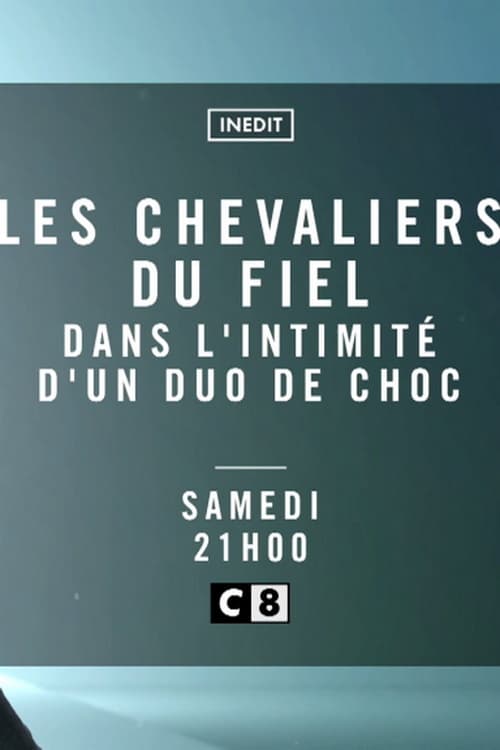 INEDIT
LES CHEVALIERS
DU FIEL
DANS L'INTIMITÉ
D'UN DUO DE CHOC
SAMEDI
21H00
C8